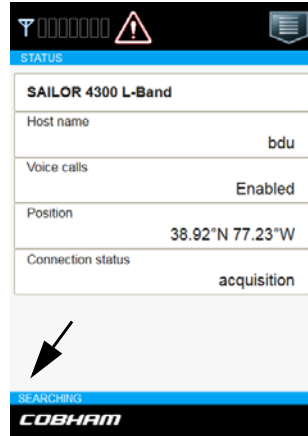 STATUS
SAILOR 4300 L-Band
Host name
bdu
Voice calls
Enabled
Position
38.92°N 77.23°W
Connection status
acquisition
SEARCHING
COBHAM